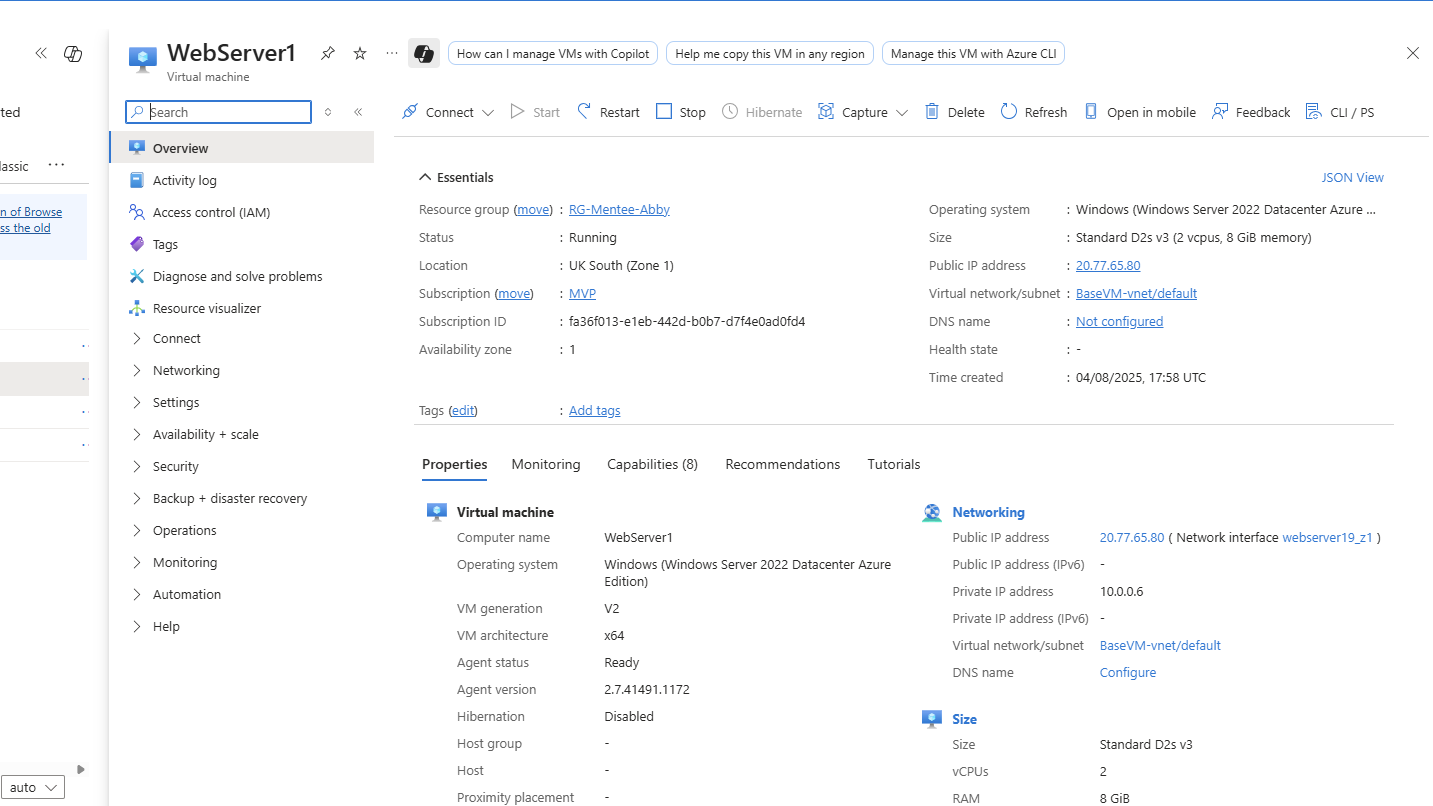 WebServer1
Virtual machine
How can I manage VMs with Copilot
Help me copy this VM in any region
Manage this VM with Azure CLI
ted
lassic
n of Browse
ss the old
auto
Search
Overview
Activity log
Access control (IAM)
Tags
Diagnose and solve problems
Resource visualizer
Connect
Networking
Settings
Availability + scale
Security
Backup + disaster recovery
Operations
Monitoring
Automation
Help
Connect Start Restart Stop Hibernate Capture Delete Refresh Open in mobile Feedback CLI / PS
Essentials
JSON View
Resource group (move) : RG-Mentee-Abby
Status : Running
Location : UK South (Zone 1)
Subscription (move) : MVP
Subscription ID : fa36f013-e1eb-442d-b0b7-d7f4e0ad0fd4
Availability zone : 1
Operating system : Windows (Windows Server 2022 Datacenter Azure ...
Size : Standard D2s v3 (2 vcpus, 8 GiB memory)
Public IP address : 20.77.65.80
Virtual network/subnet : BaseVM-vnet/default
DNS name : Not configured
Health state : -
Time created : 04/08/2025, 17:58 UTC
Tags (edit) : Add tags
Properties Monitoring Capabilities (8) Recommendations Tutorials
Virtual machine
Computer name WebServer1
Operating system Windows (Windows Server 2022 Datacenter Azure
Edition)
VM generation V2
VM architecture x64
Agent status Ready
Agent version 2.7.41491.1172
Hibernation Disabled
Host group -
Host -
Proximity placement -
Networking
Public IP address 20.77.65.80 ( Network interface webserver19_z1 )
Public IP address (IPv6) -
Private IP address 10.0.0.6
Private IP address (IPv6) -
Virtual network/subnet BaseVM-vnet/default
DNS name Configure
Size
Size Standard D2s v3
vCPUs 2
RAM 8 GiB